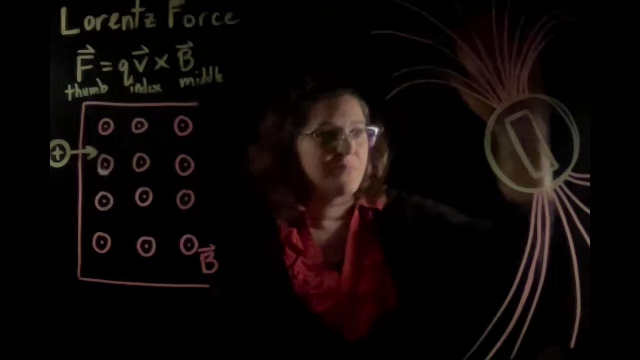 Lorentz Force
F⃗ = qv⃗ × B⃗
thumb index middle
+
B⃗